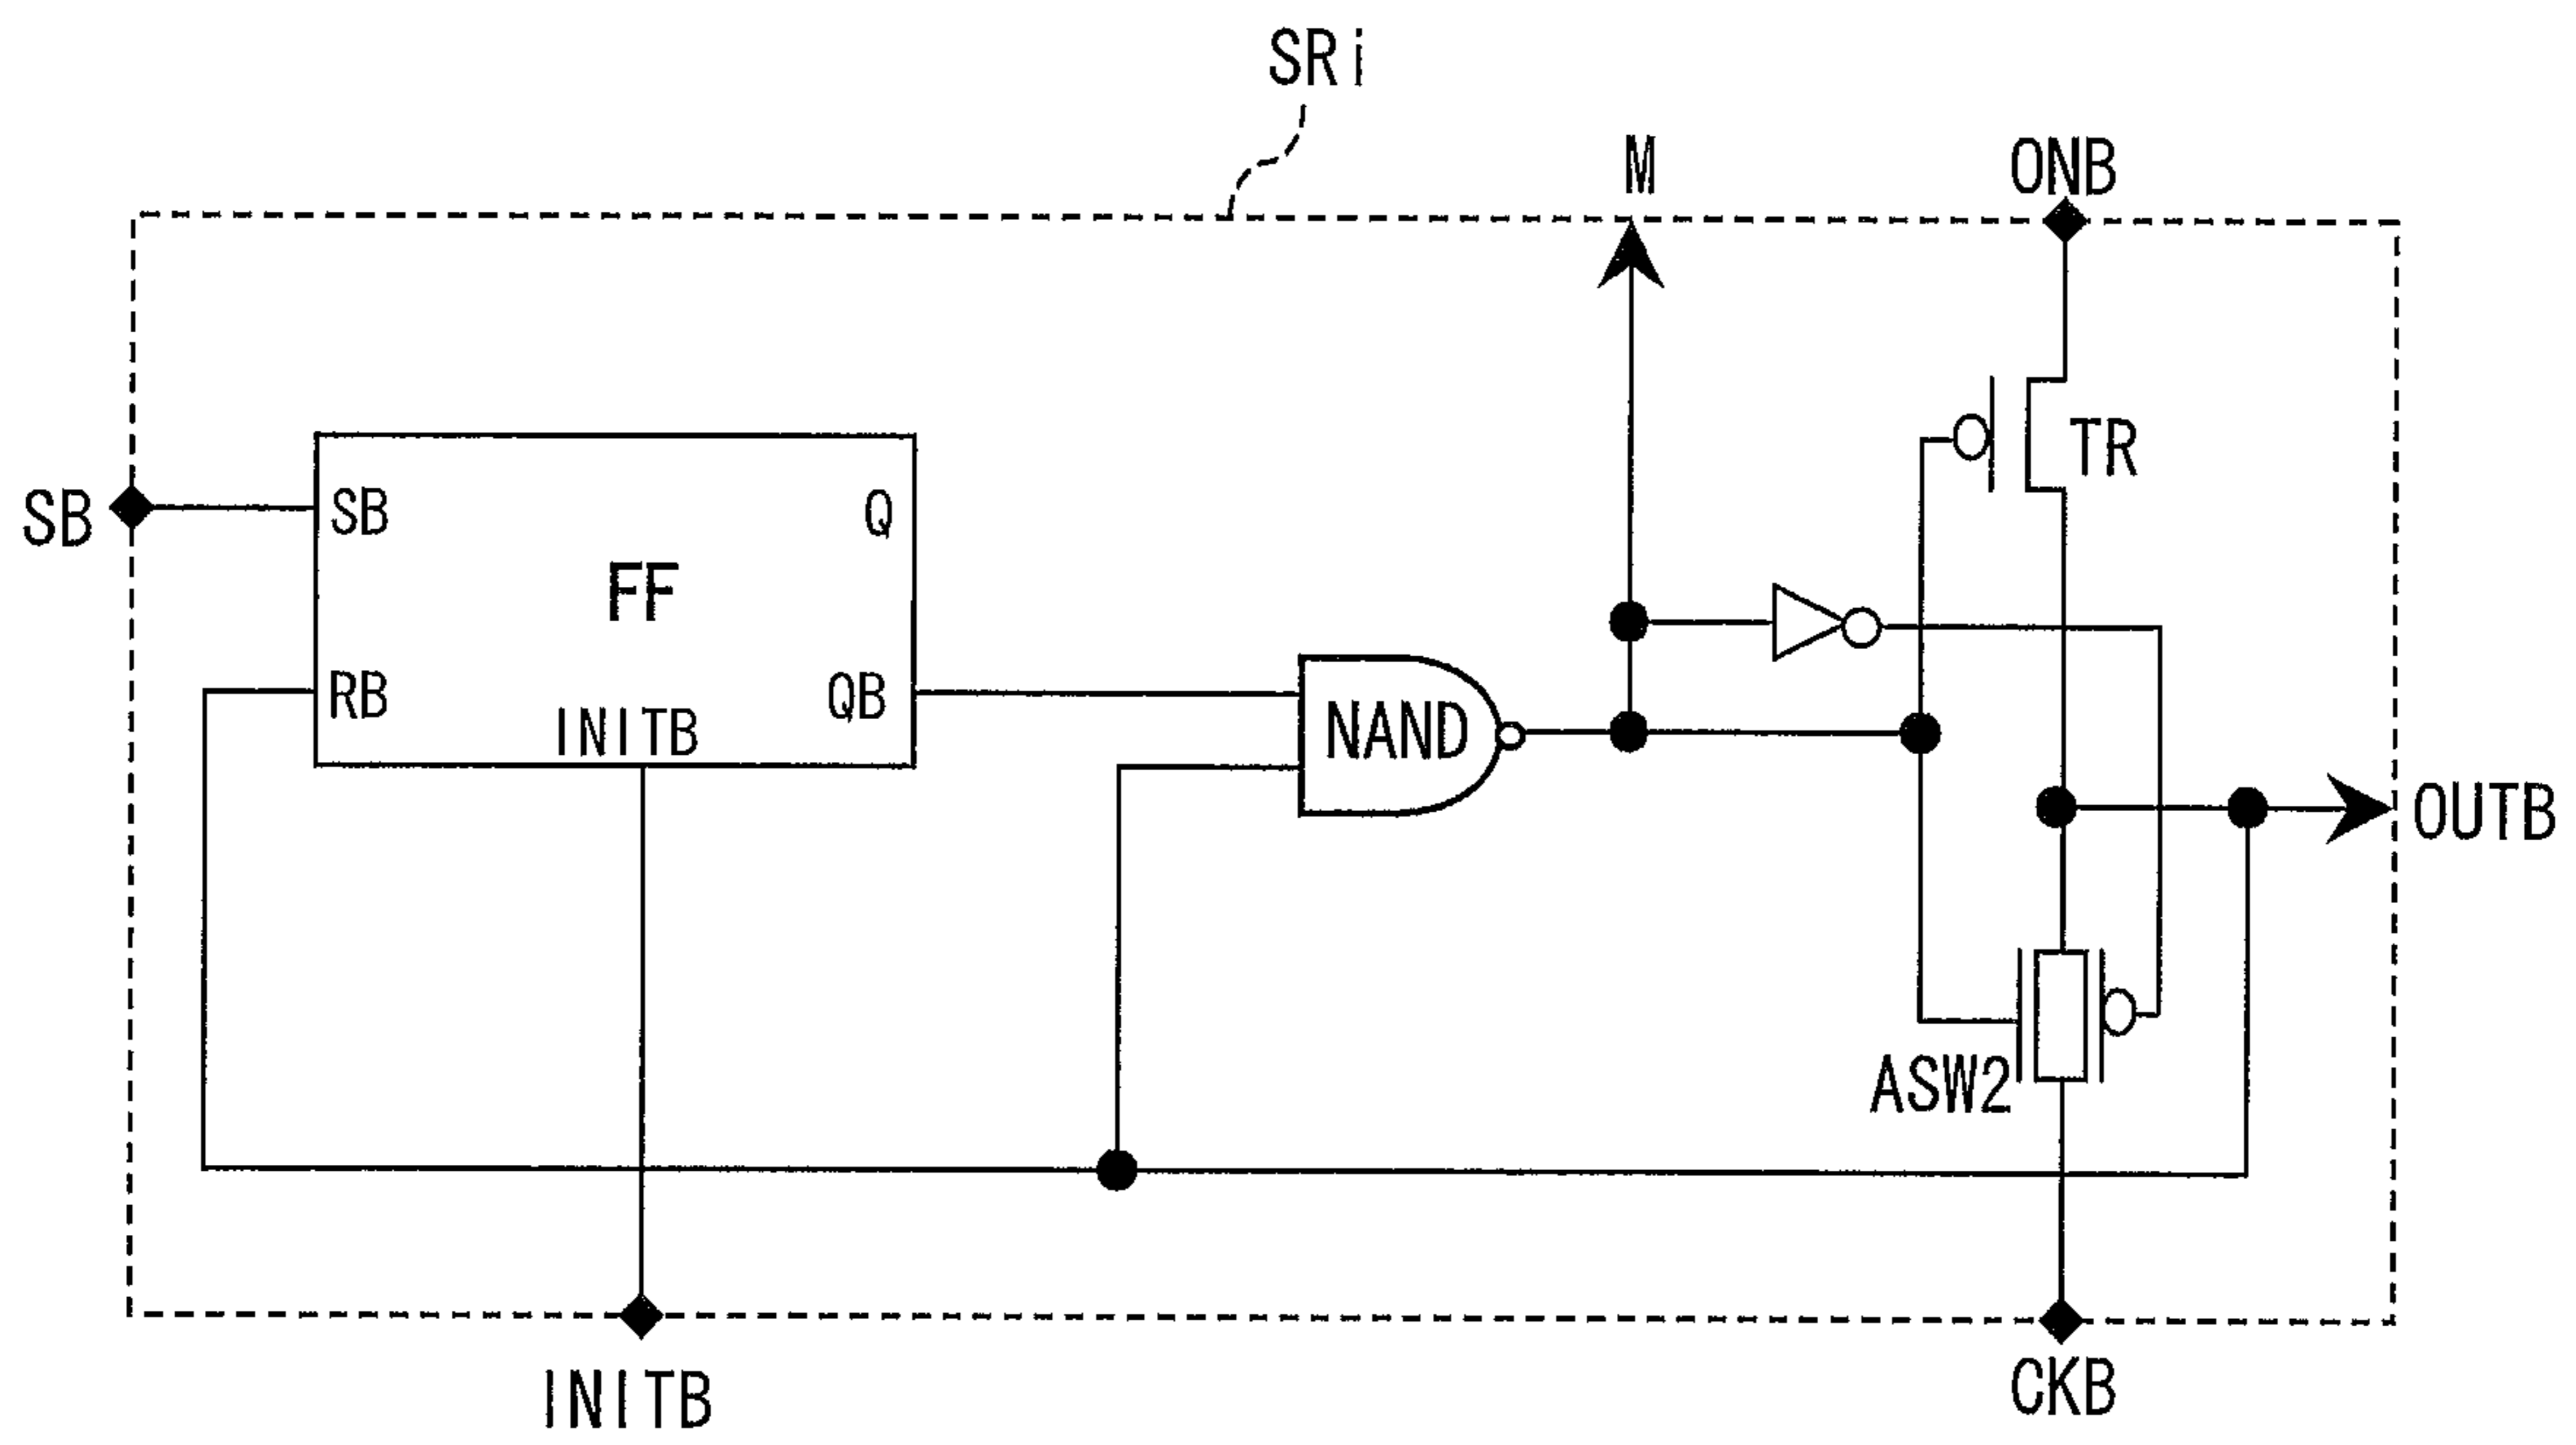 SRi
M
ONB
TR
SB
SB
Q
FF
RB
QB
INITB
NAND
OUTB
ASW2
INITB
CKB